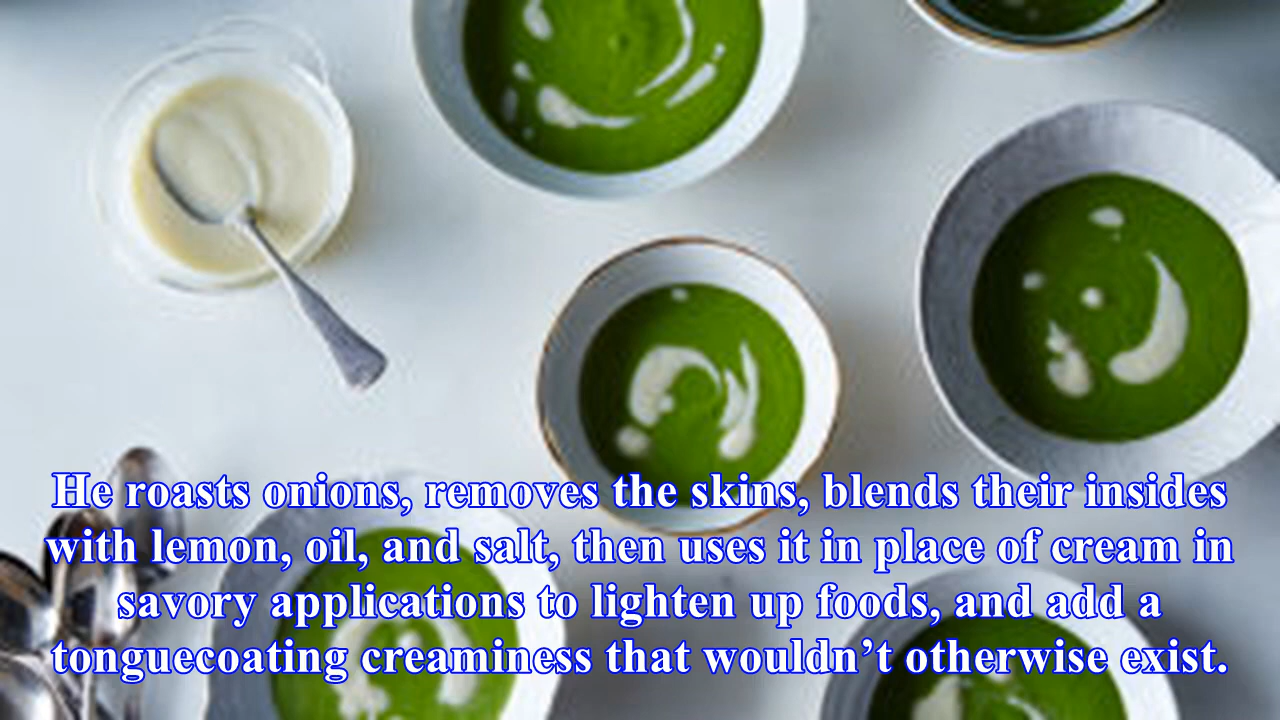 He roasts onions, removes the skins, blends their insides
with lemon, oil, and salt, then uses it in place of cream in
savory applications to lighten up foods, and add a
tonguecoating creaminess that wouldn’t otherwise exist.